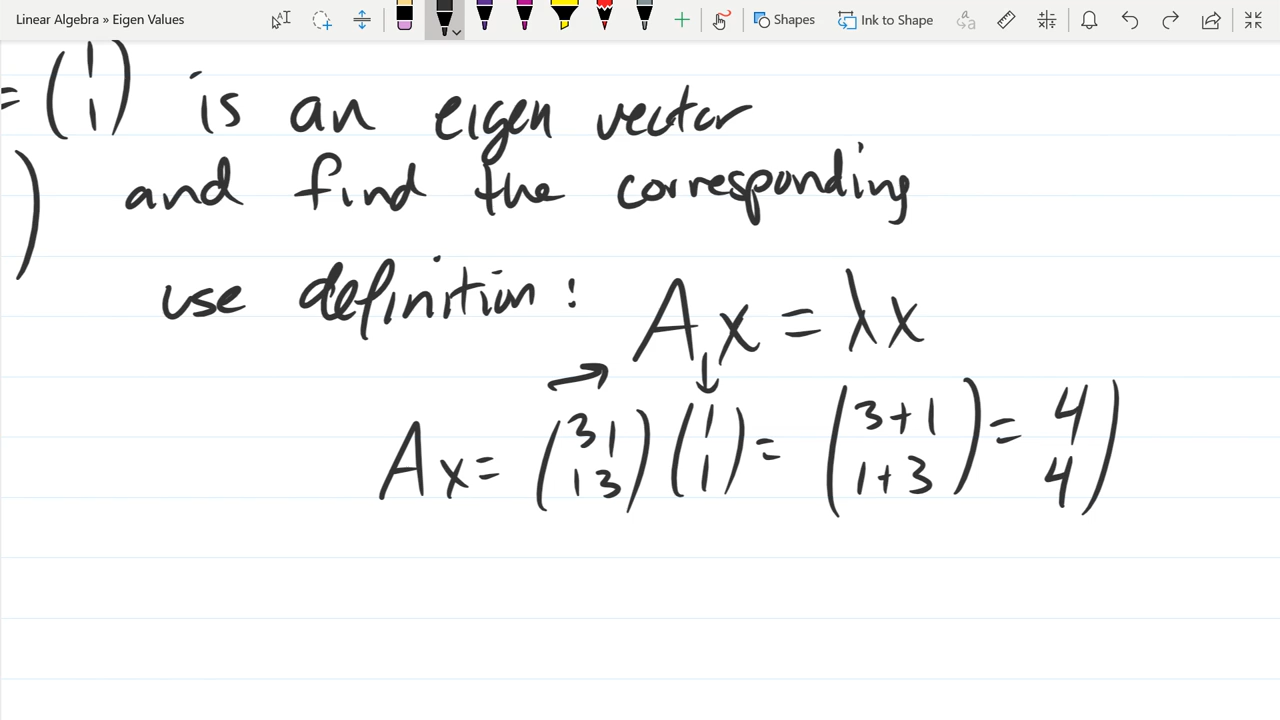 Linear Algebra » Eigen Values
Shapes
Ink to Shape
= (1 1) is an eigen vector
) and find the corresponding
use definition: Ax = λx
Ax = (3 1 1 3) (1 1) = (3+1 1+3) = 4 4)